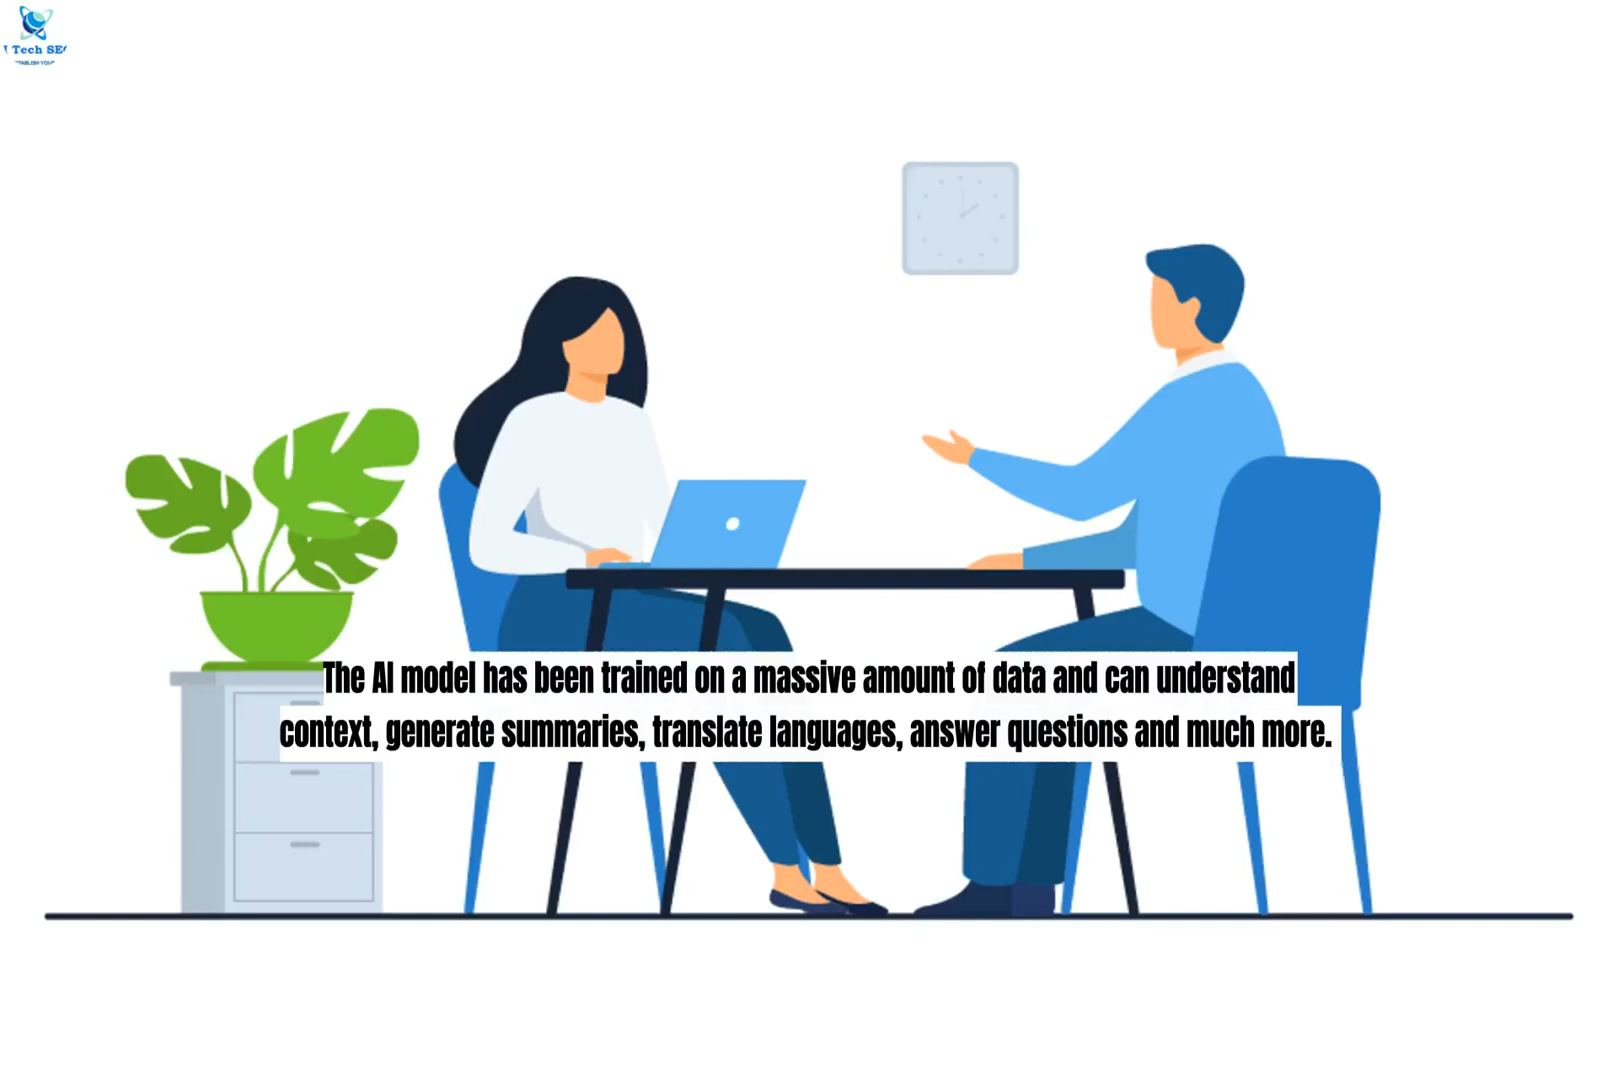 Tech SE
The AI model has been trained on a massive amount of data and can understand
context, generate summaries, translate languages, answer questions and much more.